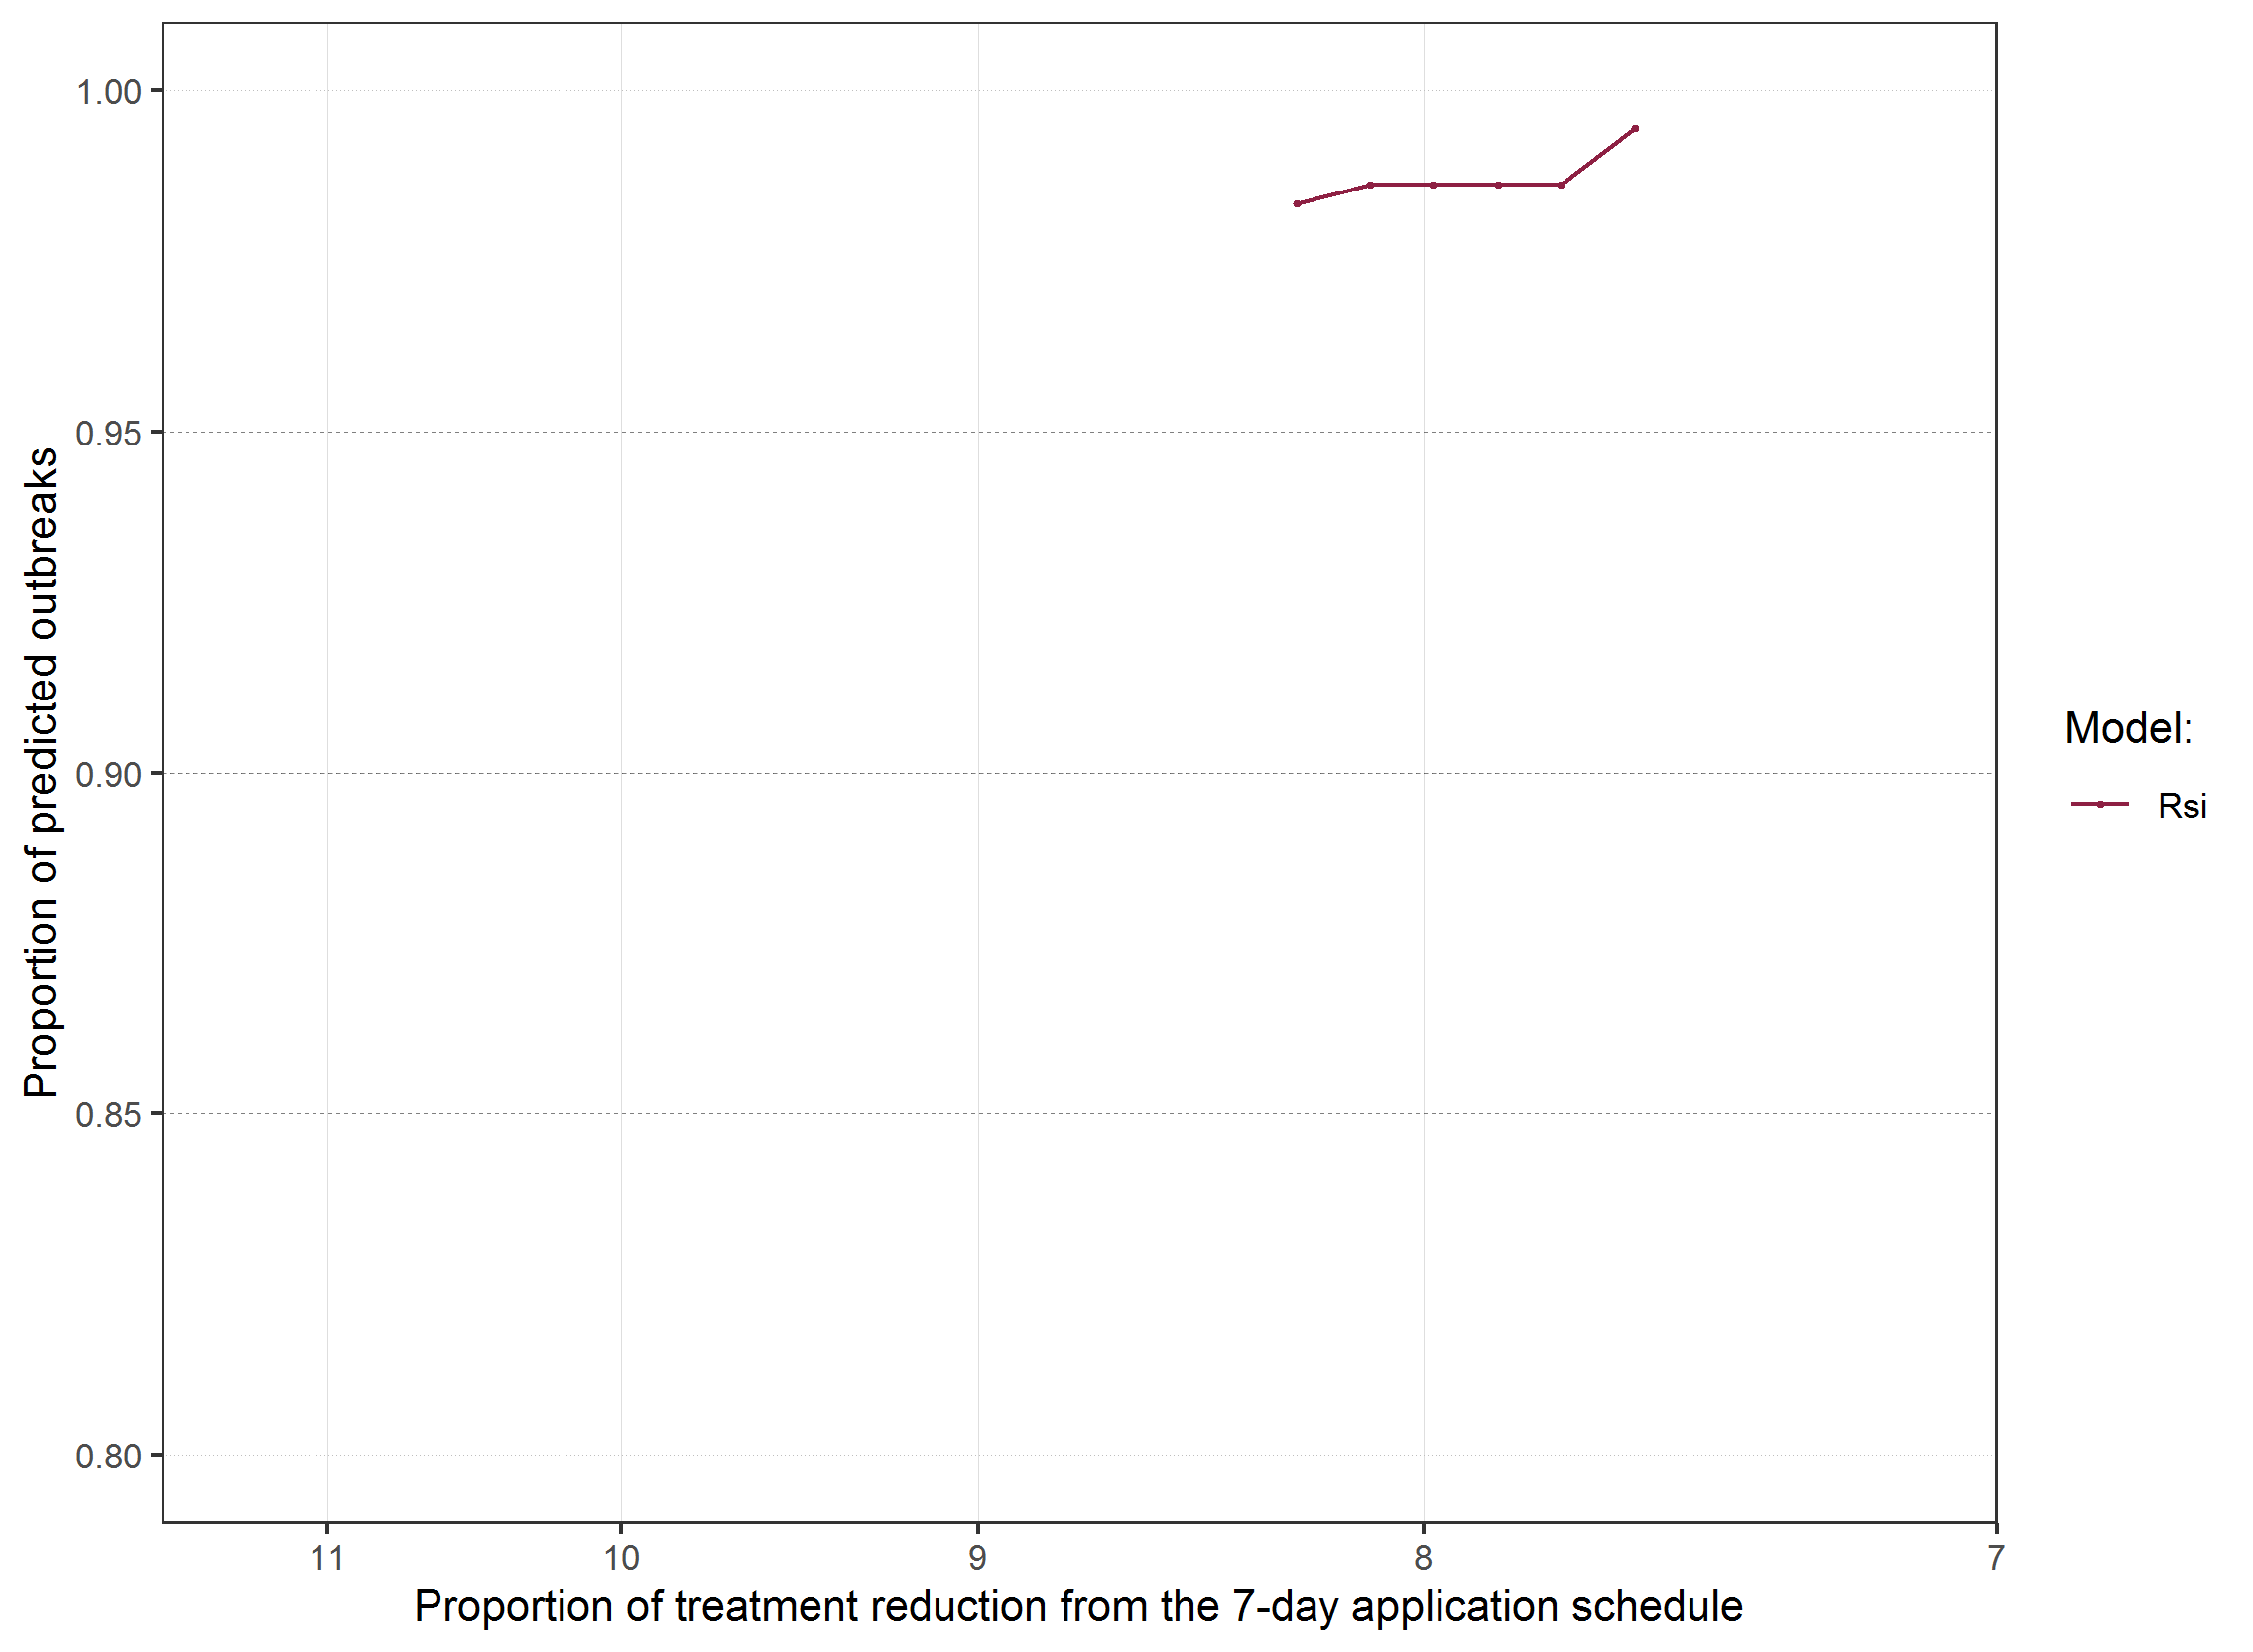 1.00
0.95
0.90
0.85
0.80
Proportion of predicted outbreaks
11 10 9 8 7
Proportion of treatment reduction from the 7-day application schedule
Model:
Rsi